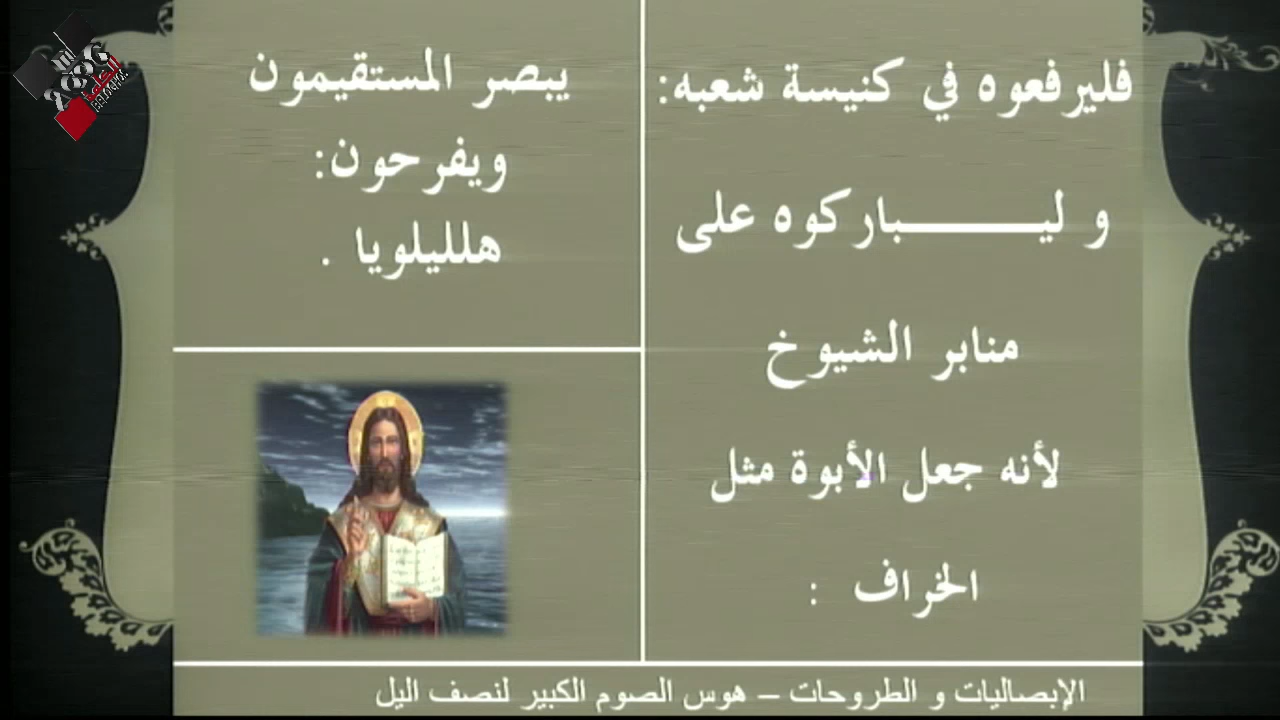 فليرفعوه في كنيسة شعبه:
و ليـــــــــباركوه على
منابر الشيوخ
لأنه جعل الأبوة مثل
الخراف :
يبصر المستقيمون
ويفرحون:
هلليلويا .
الإبصاليات و الطروحات – هوس الصوم الكبير لنصف اليل